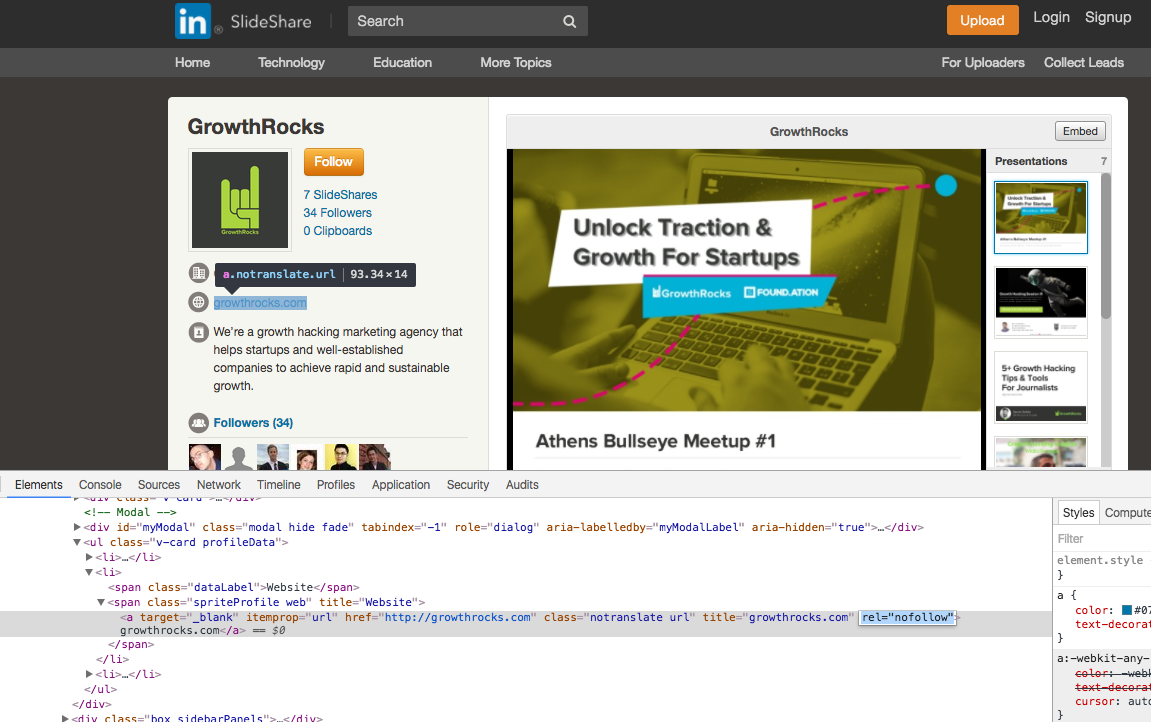 in® SlideShare
Search
Upload
Login
Signup
Home
Technology
Education
More Topics
For Uploaders
Collect Leads
GrowthRocks
GrowthRocks
Follow
7 SlideShares
34 Followers
0 Clipboards
a.notranslate.url 93.34 × 14
growthrocks.com
We're a growth hacking marketing agency that
helps startups and well-established
companies to achieve rapid and sustainable
growth.
Followers (34)
GrowthRocks
Embed
Unlock Traction &
Growth For Startups
GrowthRocks FOUND.ATION
Athens Bullseye Meetup #1
Presentations 7
Unlock Traction &
Growth For Startups
Athens Bullseye Meetup #1
5+ Growth Hacking
Tips & Tools
For Journalists
GrowthRocks
Elements
Console
Sources
Network
Timeline
Profiles
Application
Security
Audits
<div class="v-card">…</div>
<!-- Modal -->
<div id="myModal" class="modal hide fade" tabindex="-1" role="dialog" aria-labelledby="myModalLabel" aria-hidden="true">…</div>
<ul class="v-card profileData">
<li>…</li>
<li>
<span class="dataLabel">Website</span>
<span class="spriteProfile web" title="Website">
<a target="_blank" itemprop="url" href="http://growthrocks.com" class="notranslate url" title="growthrocks.com" rel="nofollow">
growthrocks.com</a> == $0
</span>
</li>
<li>…</li>
</ul>
</div>
<div class="box sidebarPanels">…</div>
Styles
Compute
Filter
element.style
}
a {
color: #07
text-decorat
}
a:-webkit-any-
color: -webk
text-decorat
cursor: auto
}